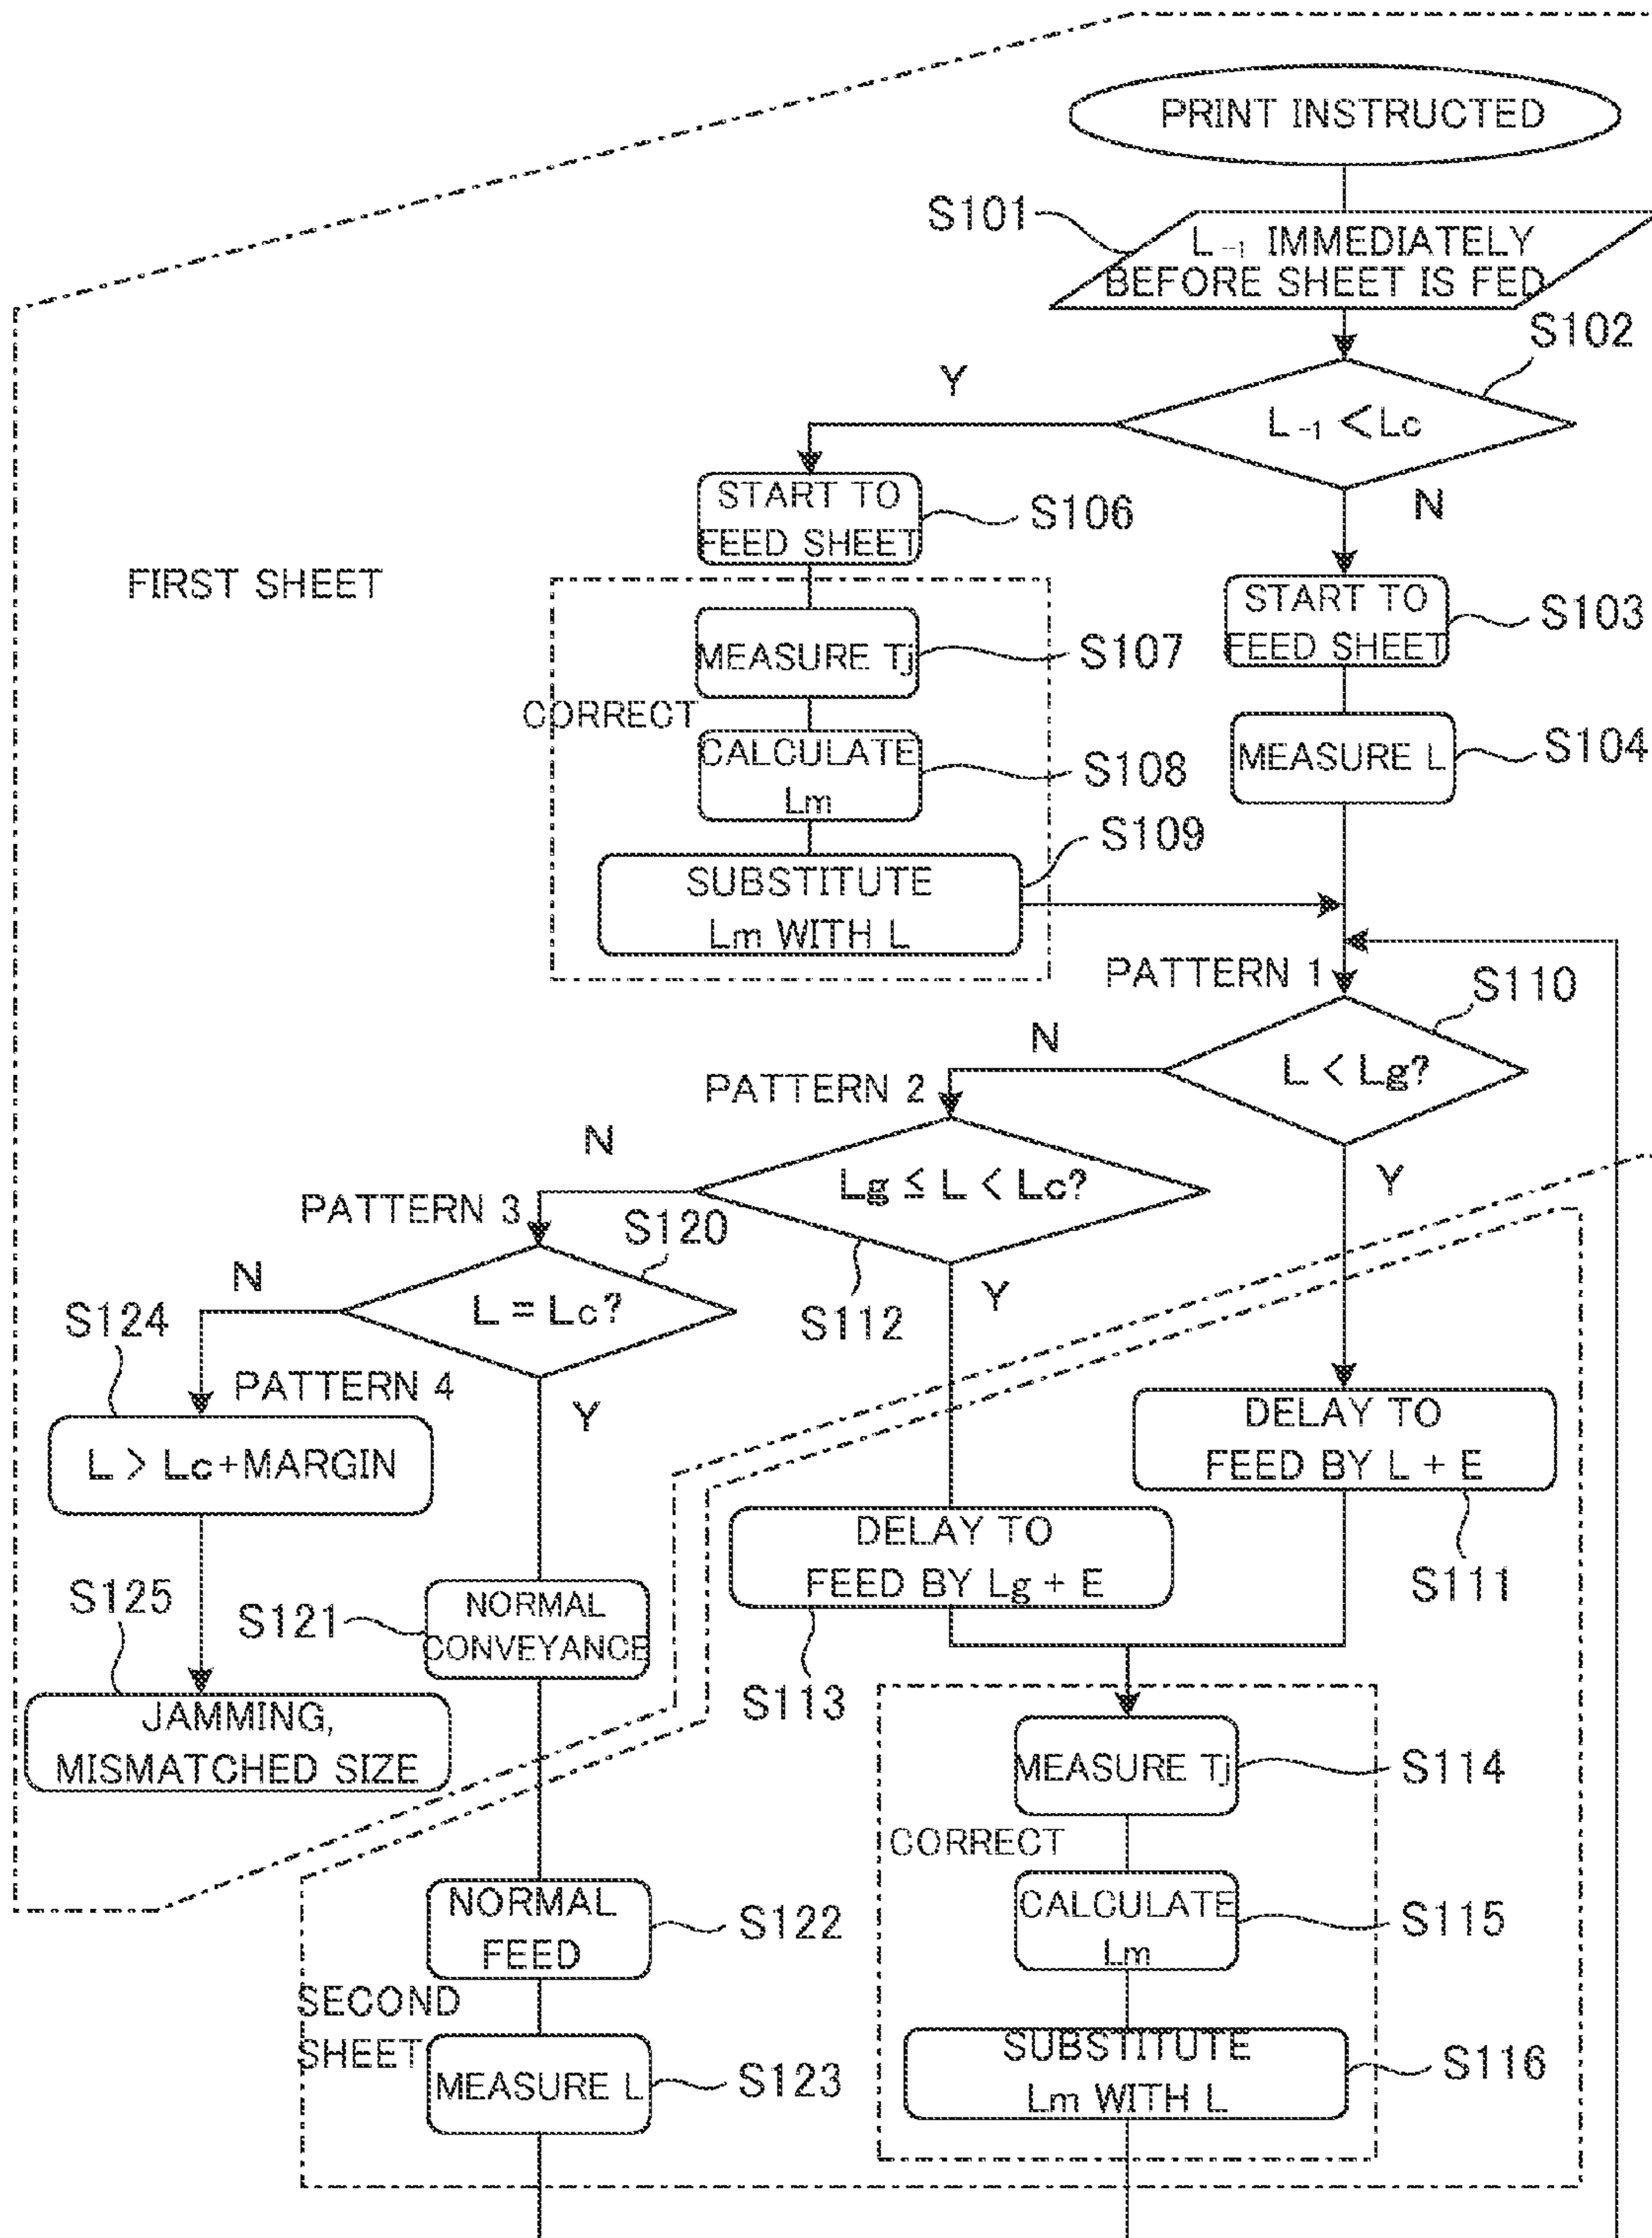 PRINT INSTRUCTED
S101
L-1 IMMEDIATELY
BEFORE SHEET IS FED
S102
Y
L-1 < Lc
N
START TO
FEED SHEET
S106
FIRST SHEET
START TO
FEED SHEET
S103
MEASURE Tj
S107
CORRECT
MEASURE L
S104
CALCULATE
Lm
S108
S109
SUBSTITUTE
Lm WITH L
PATTERN 1
S110
N
L < Lg?
PATTERN 2
Y
N
Lg ≤ L < Lc?
PATTERN 3
S120
S112
Y
N
L = Lc?
S124
PATTERN 4
Y
L > Lc+MARGIN
DELAY TO
FEED BY L + E
S111
DELAY TO
FEED BY Lg + E
S113
S125
S121
NORMAL
CONVEYANCE
JAMMING,
MISMATCHED SIZE
MEASURE Tj
S114
CORRECT
NORMAL
FEED
S122
CALCULATE
Lm
S115
SECOND
SHEET
MEASURE L
S123
SUBSTITUTE
Lm WITH L
S116